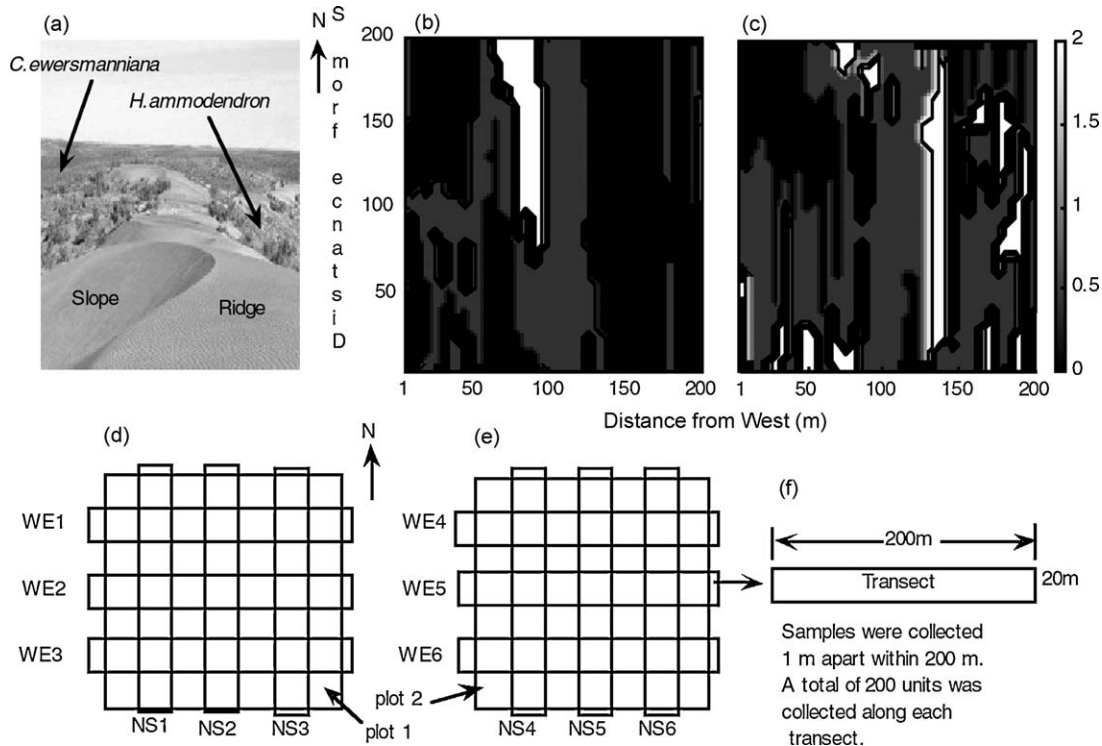 (a)
N
C.ewersmanniana
H.ammodendron
Slope
Ridge
S morf ecnatsiD
(b)
200
150
100
50
1 50 100 150 200
(c)
2
1.5
1
0.5
0
1 50 100 150 200
Distance from West (m)
(d)
N
WE1
WE2
WE3
NS1 NS2 NS3
plot 1
(e)
WE4
WE5
WE6
plot 2
NS4 NS5 NS6
(f)
200m
Transect
20m
Samples were collected
1 m apart within 200 m.
A total of 200 units was
collected along each
transect.